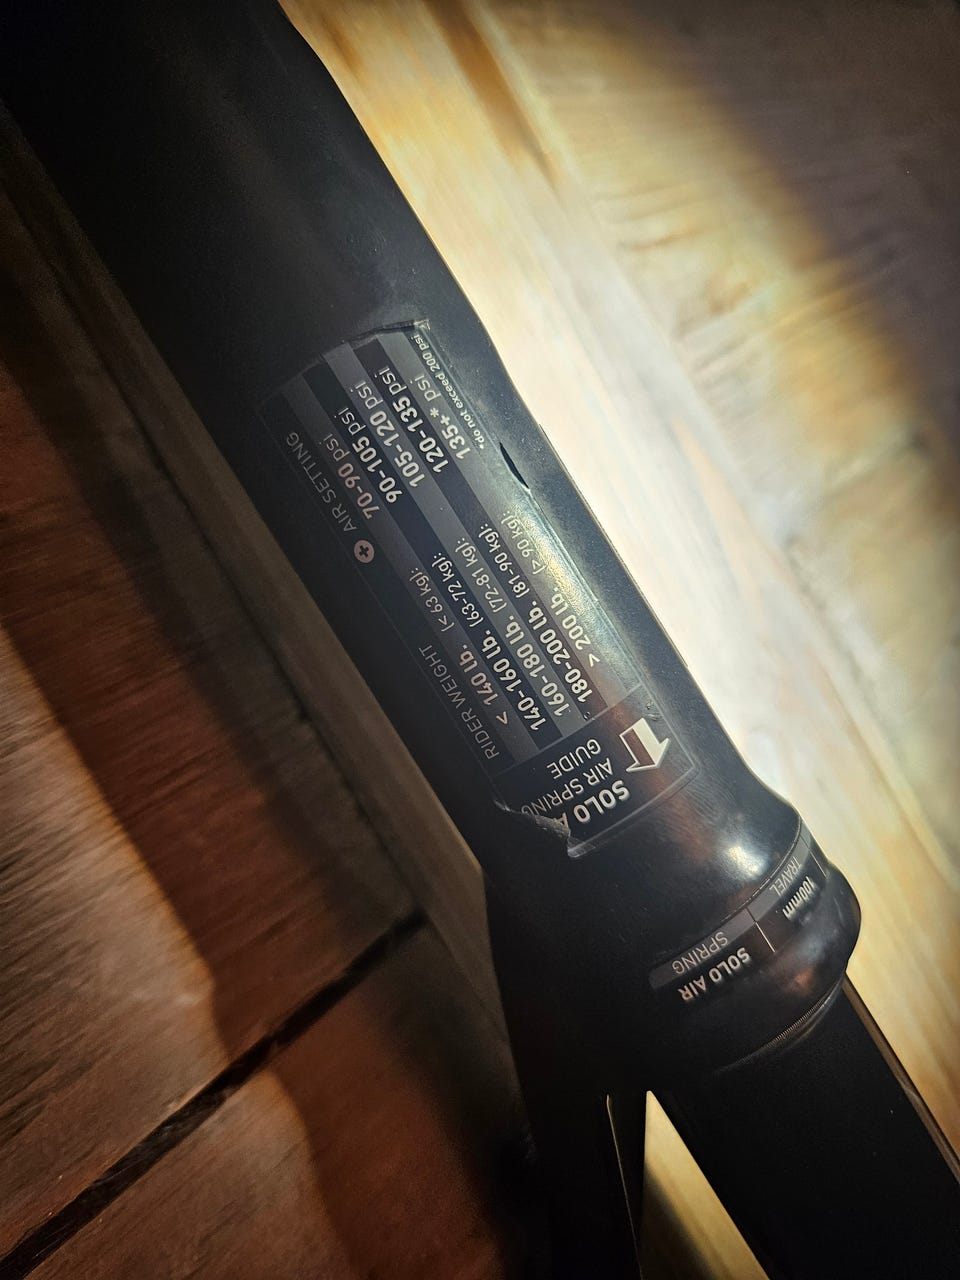 SOLO A
AIR SPRING
GUIDE
RIDER WEIGHT
+ AIR SETTING
< 140 lb. (< 63 kg): 70-90 psi
140-160 lb. (63-72 kg): 90-105 psi
160-180 lb. (72-81 kg): 105-120 psi
180-200 lb. (81-90 kg): 120-135 psi
> 200 lb. (> 90 kg): 135+* psi
*do not exceed 200 psi
SOLO AIR
SPRING
100mm
TRAVEL